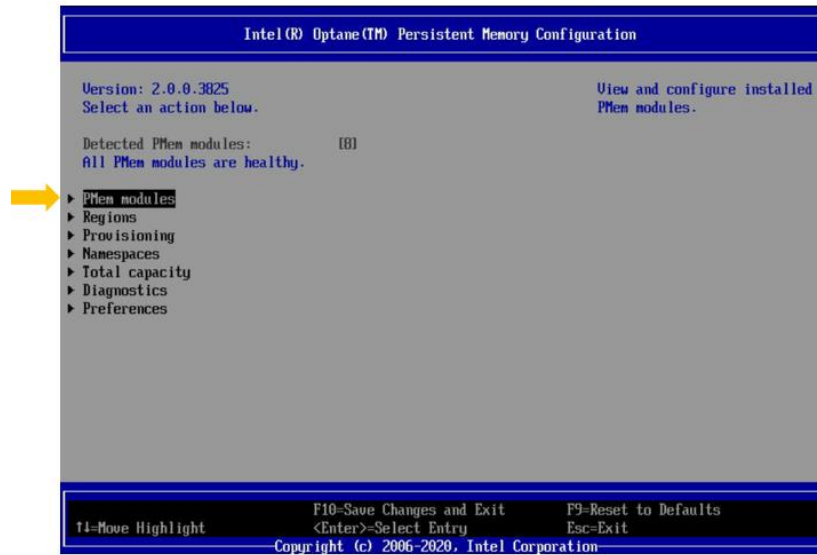 Intel(R) Optane(TM) Persistent Memory Configuration
Version: 2.0.0.3825
Select an action below.
View and configure installed
PMem modules.
Detected PMem modules: [8]
All PMem modules are healthy.
PMem modules
Regions
Provisioning
Namespaces
Total capacity
Diagnostics
Preferences
F10=Save Changes and Exit F9=Reset to Defaults
↑↓=Move Highlight <Enter>=Select Entry Esc=Exit
Copyright (c) 2006-2020, Intel Corporation